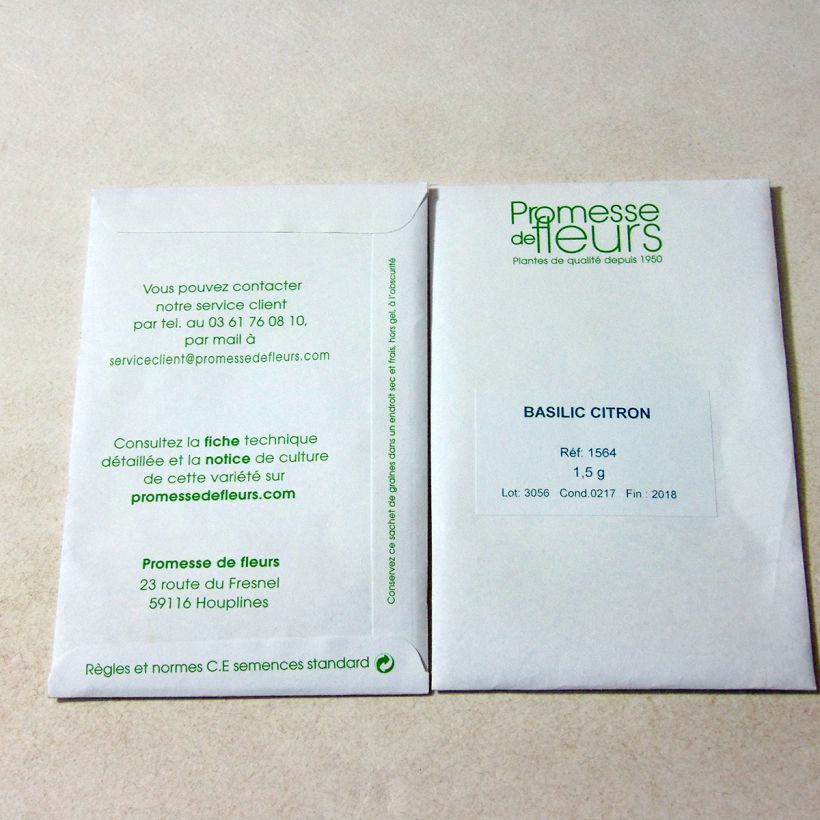 Vous pouvez contacter
notre service client
par tel. au 03 61 76 08 10,
par mail à
serviceclient@promessedefleurs.com
Consultez la fiche technique
détaillée et la notice de culture
de cette variété sur
promessedefleurs.com
Promesse de fleurs
23 route du Fresnel
59116 Houplines
Règles et normes C.E semences standard
Conservez ce sachet de graines dans un endroit sec et frais, hors gel, à l'obscurité
Promesse
de fleurs
Plantes de qualité depuis 1950
BASILIC CITRON
Réf: 1564
1,5 g
Lot: 3056 Cond.0217 Fin : 2018